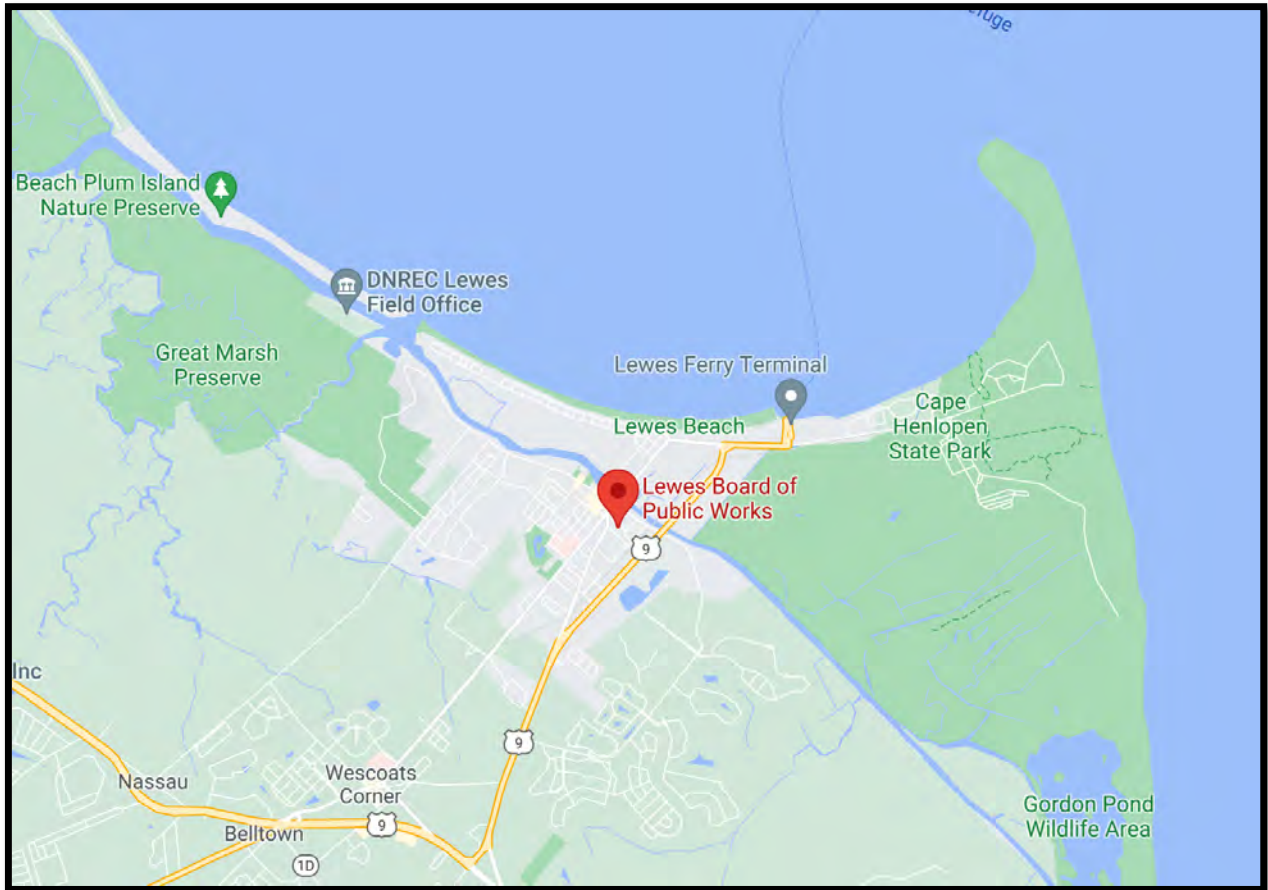 efuge
Beach Plum Island
Nature Preserve
DNREC Lewes
Field Office
Great Marsh
Preserve
Lewes Ferry Terminal
Cape
Henlopen
State Park
Lewes Beach
Lewes Board of
Public Works
9
Inc
9
Nassau
Wescoats
Corner
9
Belltown
1D
Gordon Pond
Wildlife Area